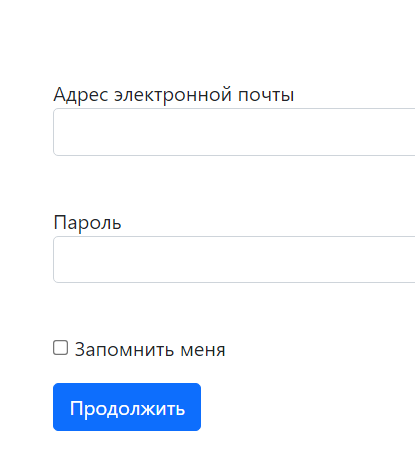 Адрес электронной почты
Пароль
Запомнить меня
Продолжить